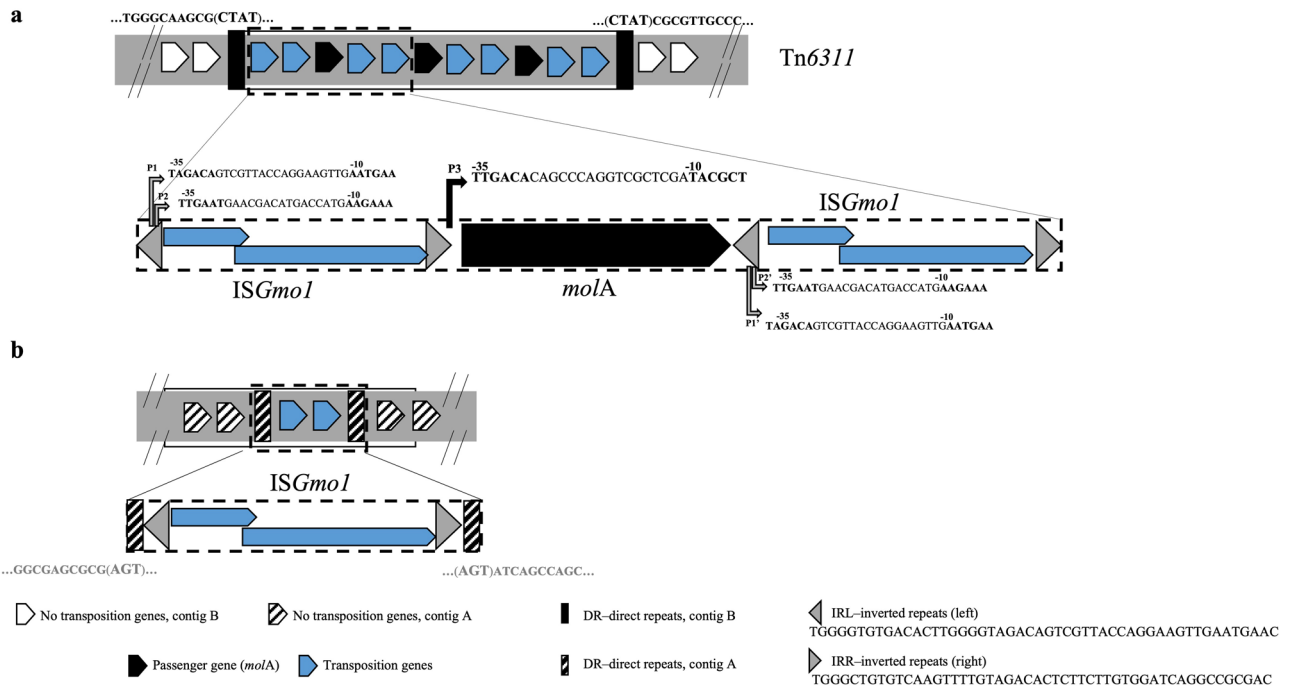 a
...TGGGCAAGCG(CTAT)...
...(CTAT)CGCGTTGCCC...
Tn6311
P1
-35
-10
TAGACAGTCGTTACCAGGAAGTTGAATGAA
P2
-35
-10
TTGAATGAACGACATGACCATGAAGAAA
P3
-35
-10
TTGACACAGCCCAGGTCGCTCGATACGCT
ISGmo1
ISGmo1
molA
P2’
-35
-10
TTGAATGAACGACATGACCATGAAGAAA
P1’
-35
-10
TAGACAGTCGTTACCAGGAAGTTGAATGAA
b
ISGmo1
...GGCGAGCGCG(AGT)...
...(AGT)ATCAGCCAGC...
No transposition genes, contig B
No transposition genes, contig A
DR–direct repeats, contig B
IRL–inverted repeats (left)
TGGGGTGTGACACTTGGGGTAGACAGTCGTTACCAGGAAGTTGAATGAAC
Passenger gene (molA)
Transposition genes
DR–direct repeats, contig A
IRR–inverted repeats (right)
TGGGCTGTGTCAAGTTTTGTAGACACTCTTCTTGTGGATCAGGCCGCGAC